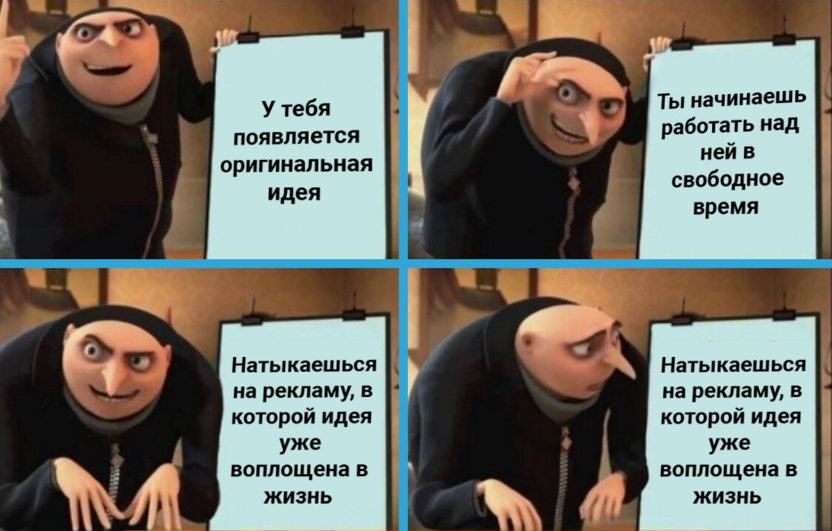 У тебя
появляется
оригинальная
идея
Ты начинаешь
работать над
ней в
свободное
время
Натыкаешься
на рекламу, в
которой идея
уже
воплощена в
жизнь
Натыкаешься
на рекламу, в
которой идея
уже
воплощена в
жизнь